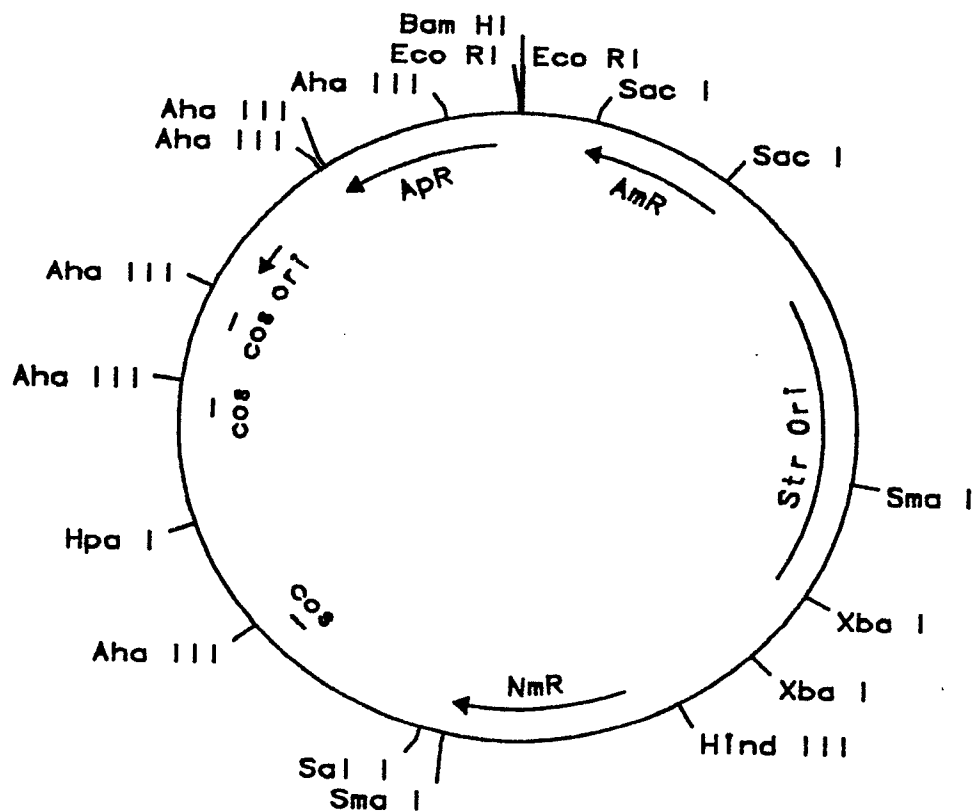 Bam HI
Eco RI
Eco RI
Sac I
Sac I
Sma I
Xba I
Xba I
Hind III
Sma I
Sal I
Aha III
Hpa I
Aha III
Aha III
Aha III
Aha III
Aha III
ApR
AmR
Str Ori
NmR
cos
cos
cos
ori